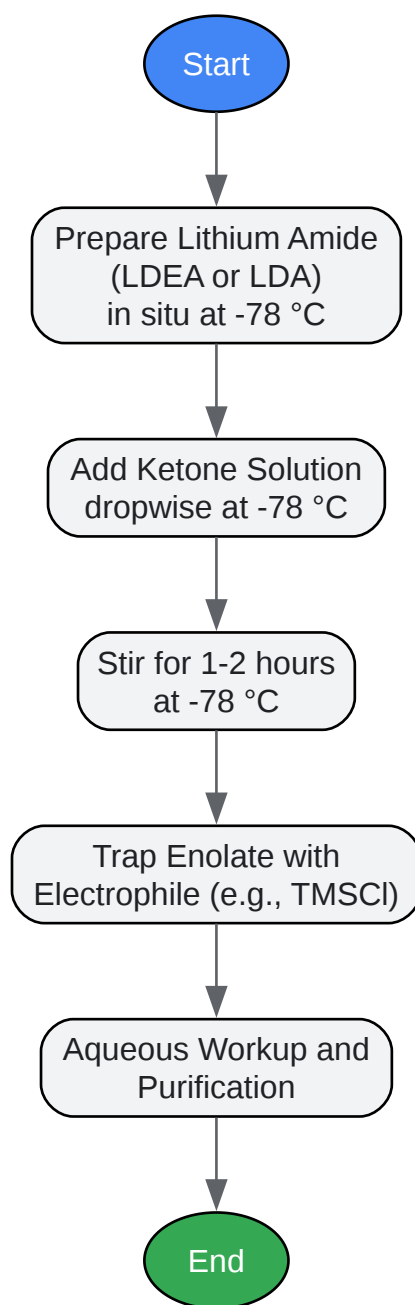 Start
Prepare Lithium Amide
(LDEA or LDA)
in situ at -78 °C
Add Ketone Solution
dropwise at -78 °C
Stir for 1-2 hours
at -78 °C
Trap Enolate with
Electrophile (e.g., TMSCl)
Aqueous Workup and
Purification
End